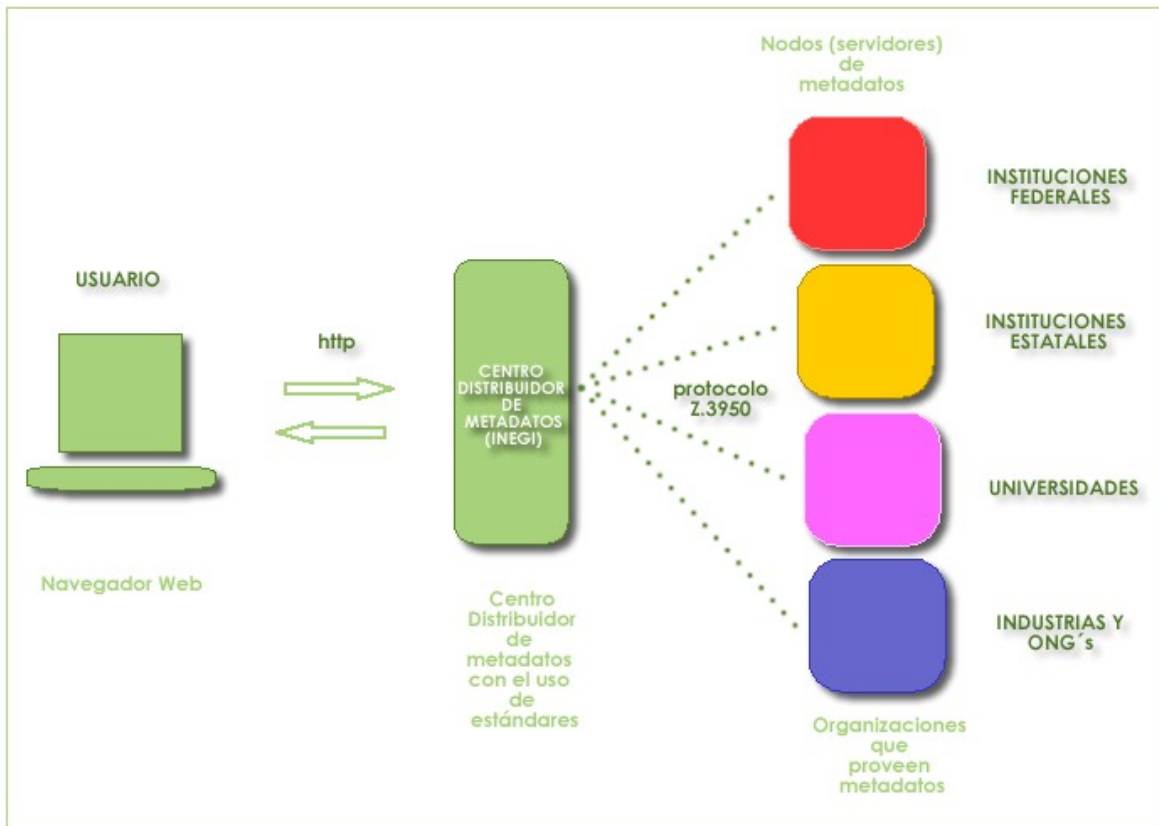 Nodos (servidores)
de
metadatos
INSTITUCIONES
FEDERALES
USUARIO
http
CENTRO
DISTRIBUIDOR
DE
METADATOS
(INEGI)
protocolo
Z.3950
INSTITUCIONES
ESTATALES
UNIVERSIDADES
INDUSTRIAS Y
ONG´s
Navegador Web
Centro
Distribuidor
de
metadatos
con el uso
de
estándares
Organizaciones
que
proveen
metadatos